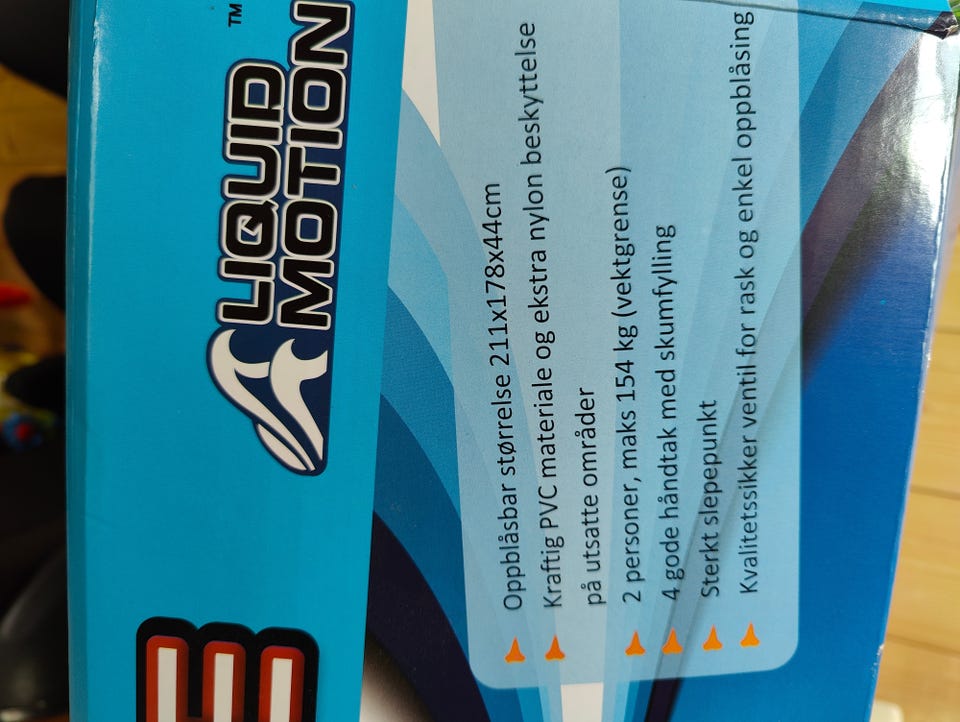 LIQUID
MOTION™
Oppblåsbar størrelse 211x178x44cm
Kraftig PVC materiale og ekstra nylon beskyttelse
på utsatte områder
2 personer, maks 154 kg (vektgrense)
4 gode håndtak med skumfylling
Sterkt slepepunkt
Kvalitetssikker ventil for rask og enkel oppblåsing
E